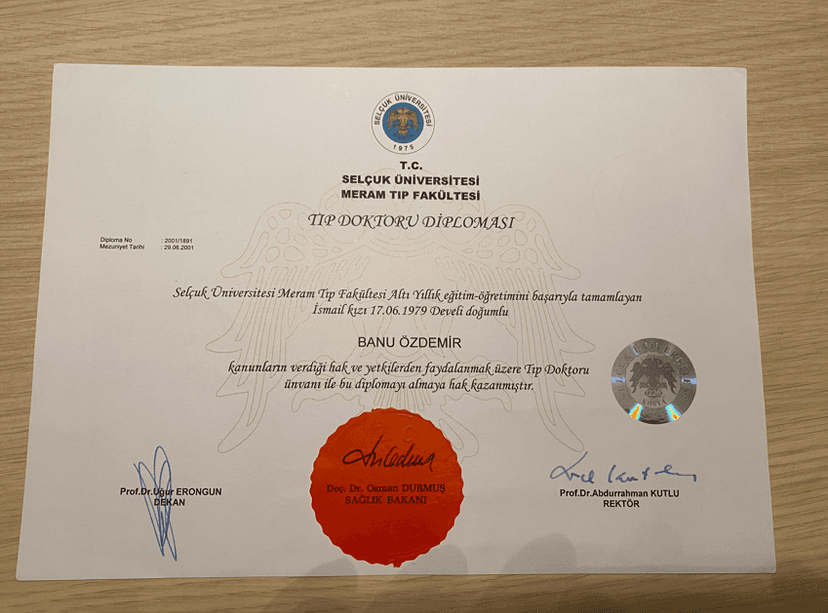 SELÇUK ÜNİVERSİTESİ
1975
T.C.
SELÇUK ÜNİVERSİTESİ
MERAM TIP FAKÜLTESİ
TIP DOKTORU DİPLOMASI
Diploma No : 2001/1891
Mezuniyet Tarihi : 29.06.2001
Selçuk Üniversitesi Meram Tıp Fakültesi Altı Yıllık eğitim-öğretimini başarıyla tamamlayan
İsmail kızı 17.06.1979 Develi doğumlu
BANU ÖZDEMİR
kanunların verdiği hak ve yetkilerden faydalanmak üzere Tıp Doktoru
ünvanı ile bu diplomayı almaya hak kazanmıştır.
KONYA
Prof.Dr.Uğur ERONGUN
DEKAN
Doç. Dr. Osman DURMUŞ
SAĞLIK BAKANI
Prof.Dr.Abdurrahman KUTLU
REKTÖR